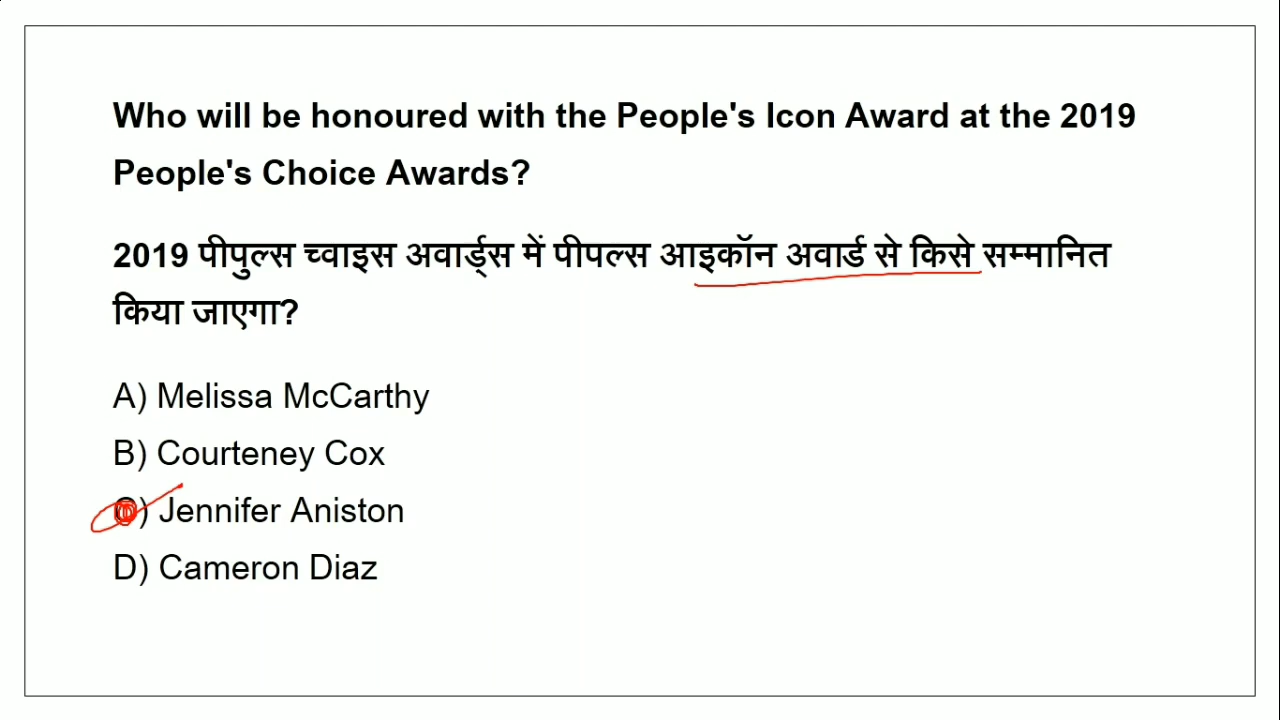 Who will be honoured with the People's Icon Award at the 2019
People's Choice Awards?
2019 पीपुल्स च्वाइस अवार्ड्स में पीपल्स आइकॉन अवार्ड से किसे सम्मानित
किया जाएगा?
A) Melissa McCarthy
B) Courteney Cox
C) Jennifer Aniston
D) Cameron Diaz